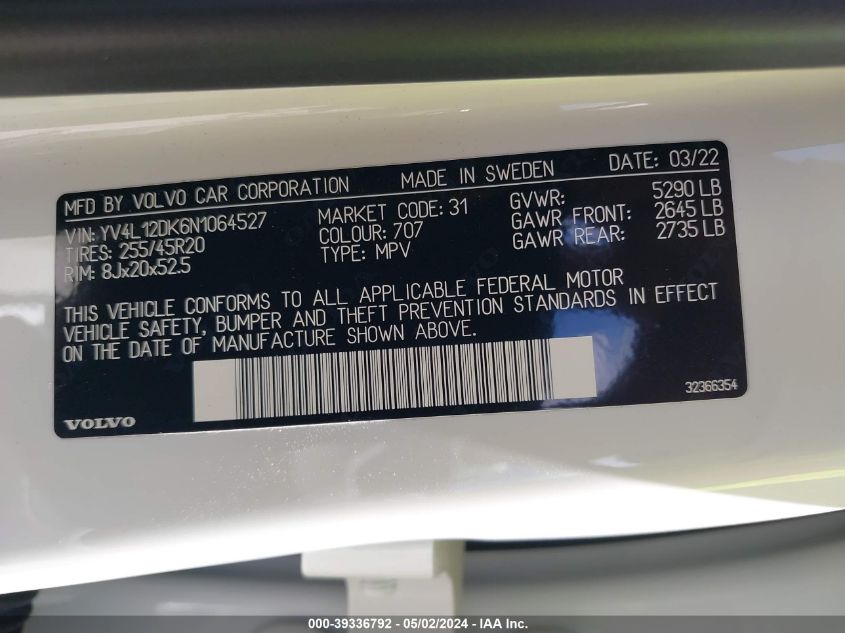 MFD BY VOLVO CAR CORPORATION MADE IN SWEDEN DATE: 03/22
VIN: YV4L12DK6N1064527 MARKET CODE: 31 GVWR: 5290 LB
TIRES: 255/45R20 COLOUR: 707 GAWR FRONT: 2645 LB
RIM: 8Jx20x52.5 TYPE: MPV GAWR REAR: 2735 LB
THIS VEHICLE CONFORMS TO ALL APPLICABLE FEDERAL MOTOR
VEHICLE SAFETY, BUMPER AND THEFT PREVENTION STANDARDS IN EFFECT
ON THE DATE OF MANUFACTURE SHOWN ABOVE.
VOLVO 32366354
000-39336792 / 05/02/2024 / IAA Inc.